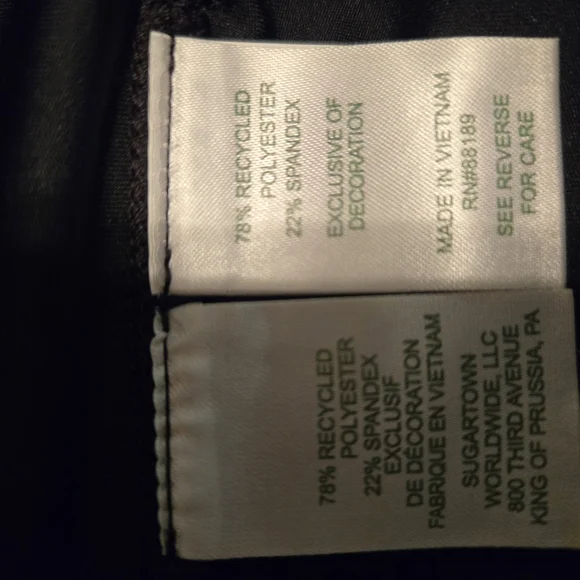 78% RECYCLED
POLYESTER
22% SPANDEX
EXCLUSIVE OF
DECORATION
MADE IN VIETNAM
RN#88189
SEE REVERSE
FOR CARE
78% RECYCLED
POLYESTER
22% SPANDEX
EXCLUSIF
DE DÉCORATION
FABRIQUE EN VIETNAM
SUGARTOWN
WORLDWIDE, LLC
800 THIRD AVENUE
KING OF PRUSSIA, PA